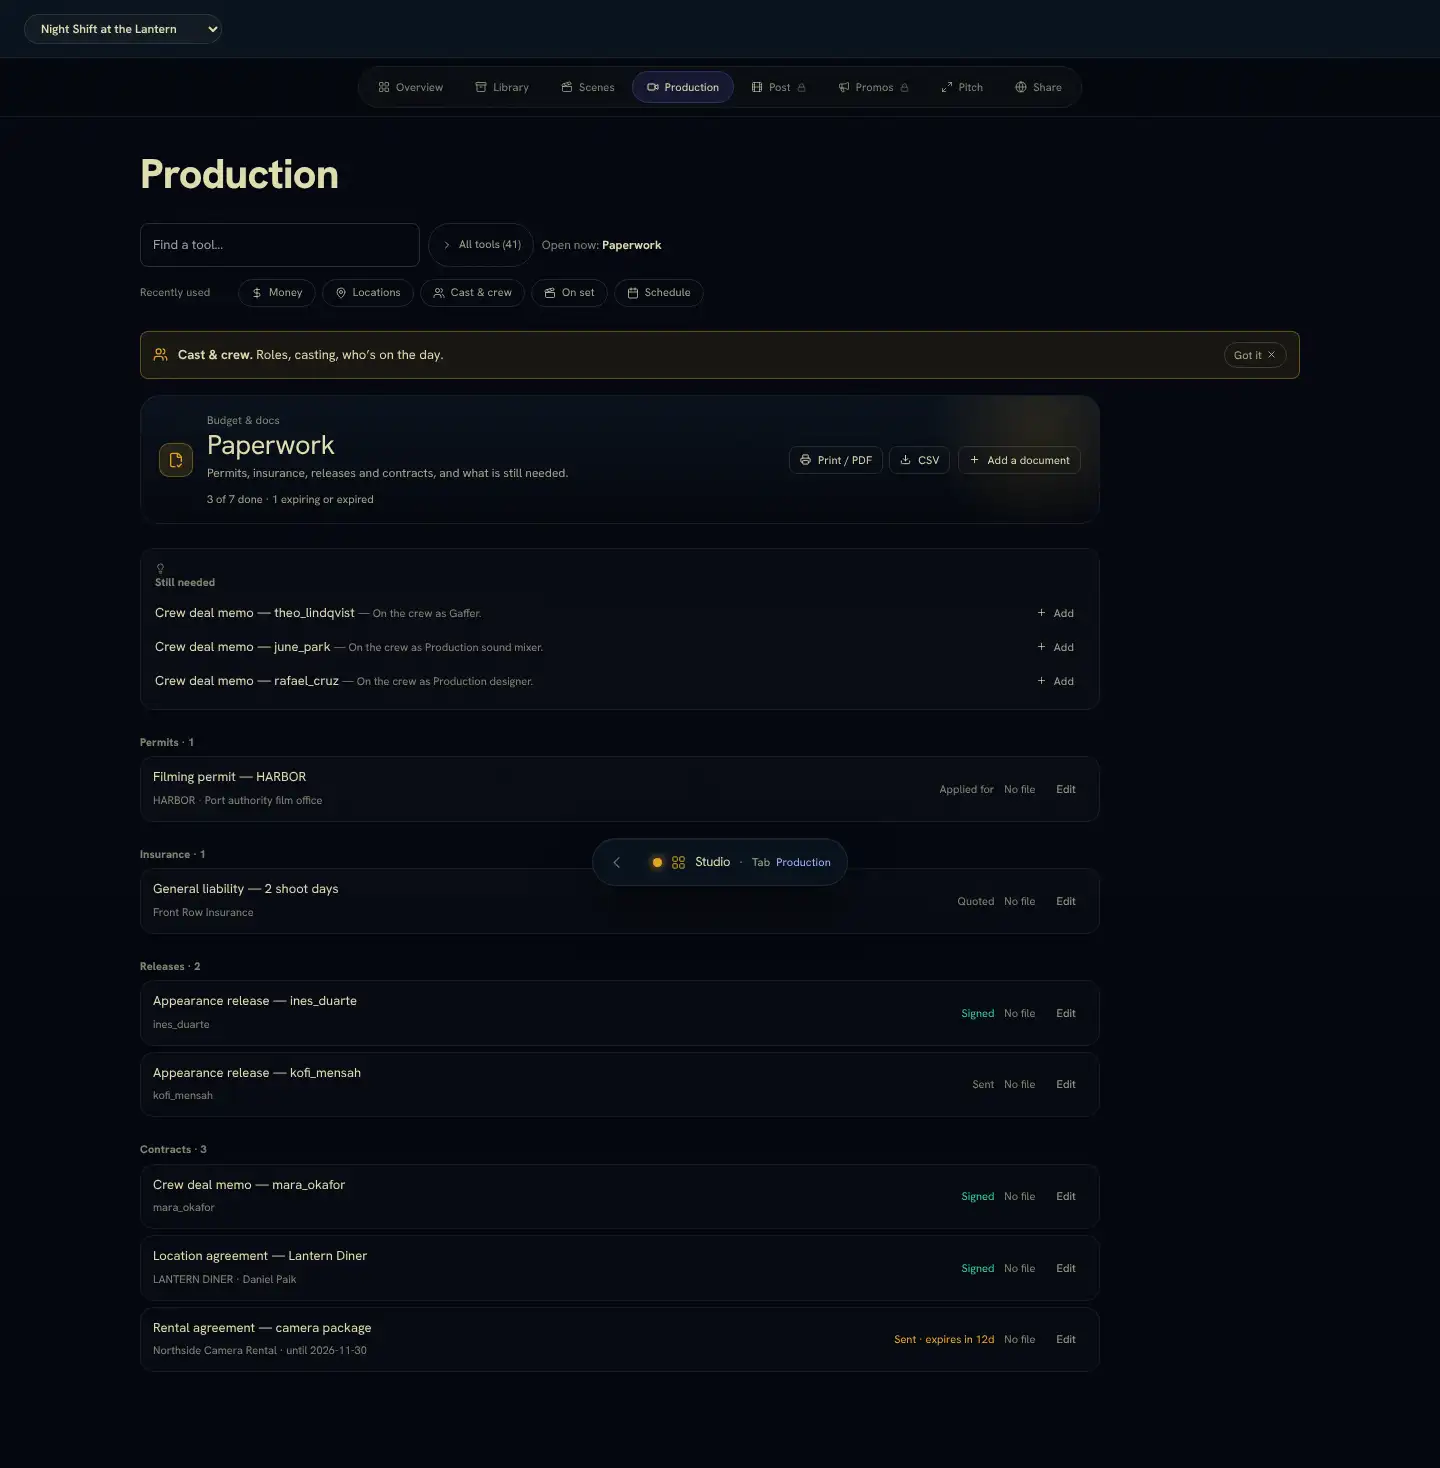 Night Shift at the Lantern
Overview Library Scenes Production Post Promos Pitch Share
Production
Find a tool... All tools (41) Open now: Paperwork
Recently used Money Locations Cast & crew On set Schedule
Cast & crew. Roles, casting, who’s on the day. Got it
Budget & docs
Paperwork
Permits, insurance, releases and contracts, and what is still needed.
3 of 7 done · 1 expiring or expired
Print / PDF CSV Add a document
Still needed
Crew deal memo — theo_lindqvist — On the crew as Gaffer. + Add
Crew deal memo — june_park — On the crew as Production sound mixer. + Add
Crew deal memo — rafael_cruz — On the crew as Production designer. + Add
Permits · 1
Filming permit — HARBOR
HARBOR · Port authority film office
Applied for No file Edit
Insurance · 1
Studio · Tab Production
General liability — 2 shoot days
Front Row Insurance
Quoted No file Edit
Releases · 2
Appearance release — ines_duarte
ines_duarte
Signed No file Edit
Appearance release — kofi_mensah
kofi_mensah
Sent No file Edit
Contracts · 3
Crew deal memo — mara_okafor
mara_okafor
Signed No file Edit
Location agreement — Lantern Diner
LANTERN DINER · Daniel Paik
Signed No file Edit
Rental agreement — camera package
Northside Camera Rental · until 2026-11-30
Sent · expires in 12d No file Edit